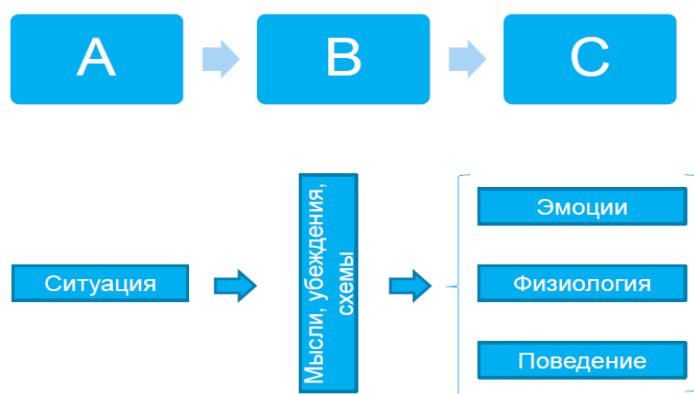 A
B
C
Ситуация
Мысли, убеждения,
схемы
Эмоции
Физиология
Поведение